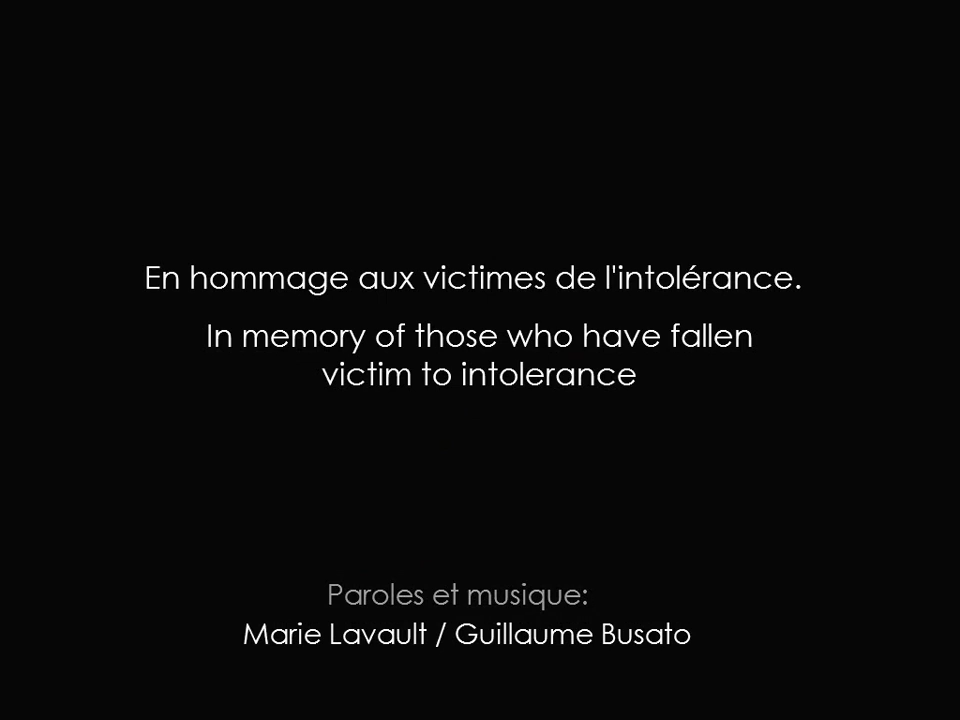 En hommage aux victimes de l'intolérance.
In memory of those who have fallen
victim to intolerance
Paroles et musique:
Marie Lavault / Guillaume Busato